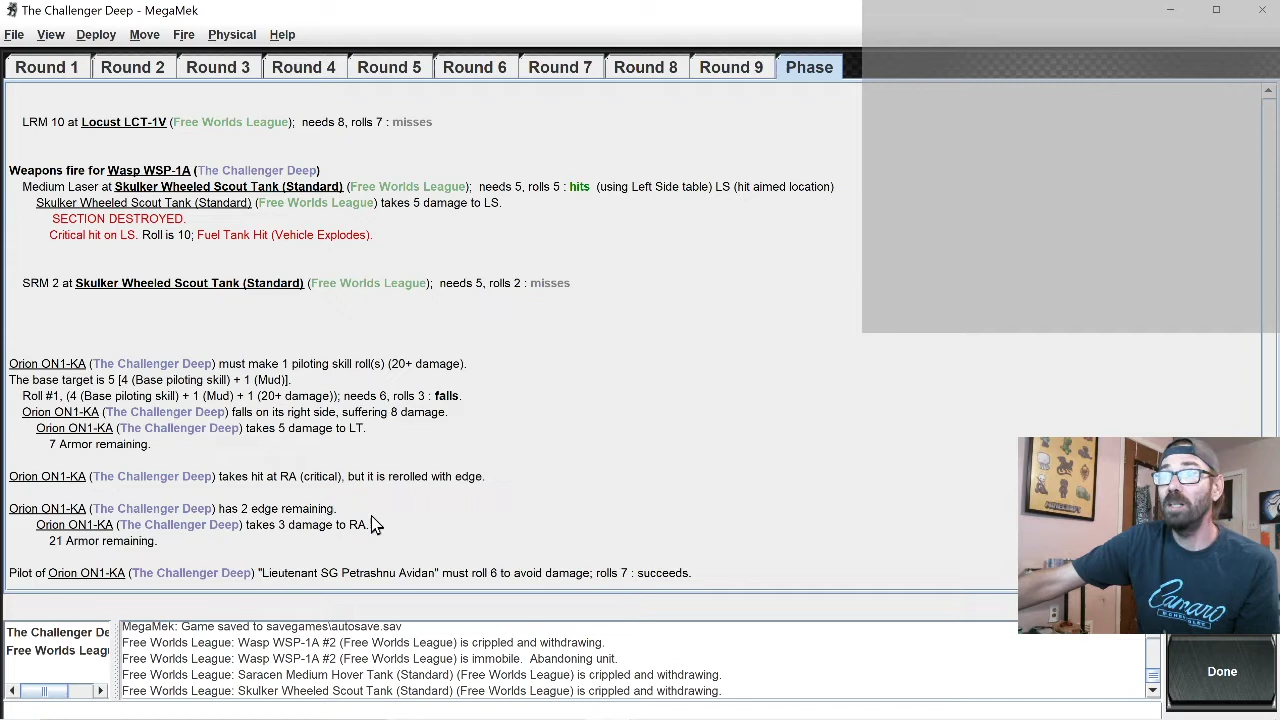 The Challenger Deep - MegaMek
File View Deploy Move Fire Physical Help
Round 1 Round 2 Round 3 Round 4 Round 5 Round 6 Round 7 Round 8 Round 9 Phase
LRM 10 at Locust LCT-1V (Free Worlds League);  needs 8, rolls 7 : misses
Weapons fire for Wasp WSP-1A (The Challenger Deep)
Medium Laser at Skulker Wheeled Scout Tank (Standard) (Free Worlds League);  needs 5, rolls 5 : hits  (using Left Side table) LS (hit aimed location)
Skulker Wheeled Scout Tank (Standard) (Free Worlds League) takes 5 damage to LS.
SECTION DESTROYED.
Critical hit on LS. Roll is 10; Fuel Tank Hit (Vehicle Explodes).
SRM 2 at Skulker Wheeled Scout Tank (Standard) (Free Worlds League);  needs 5, rolls 2 : misses
Orion ON1-KA (The Challenger Deep) must make 1 piloting skill roll(s) (20+ damage).
The base target is 5 [4 (Base piloting skill) + 1 (Mud)].
Roll #1, (4 (Base piloting skill) + 1 (Mud) + 1 (20+ damage)); needs 6, rolls 3 : falls.
Orion ON1-KA (The Challenger Deep) falls on its right side, suffering 8 damage.
Orion ON1-KA (The Challenger Deep) takes 5 damage to LT.
7 Armor remaining.
Orion ON1-KA (The Challenger Deep) takes hit at RA (critical), but it is rerolled with edge.
Orion ON1-KA (The Challenger Deep) has 2 edge remaining.
Orion ON1-KA (The Challenger Deep) takes 3 damage to RA.
21 Armor remaining.
Pilot of Orion ON1-KA (The Challenger Deep) "Lieutenant SG Petrashnu Avidan" must roll 6 to avoid damage; rolls 7 : succeeds.
The Challenger De
Free Worlds Leag
MegaMek: Game saved to savegames\autosave.sav
Free Worlds League: Wasp WSP-1A #2 (Free Worlds League) is crippled and withdrawing.
Free Worlds League: Wasp WSP-1A #2 (Free Worlds League) is immobile.  Abandoning unit.
Free Worlds League: Saracen Medium Hover Tank (Standard) (Free Worlds League) is crippled and withdrawing.
Free Worlds League: Skulker Wheeled Scout Tank (Standard) (Free Worlds League) is crippled and withdrawing.
Camaro
Done